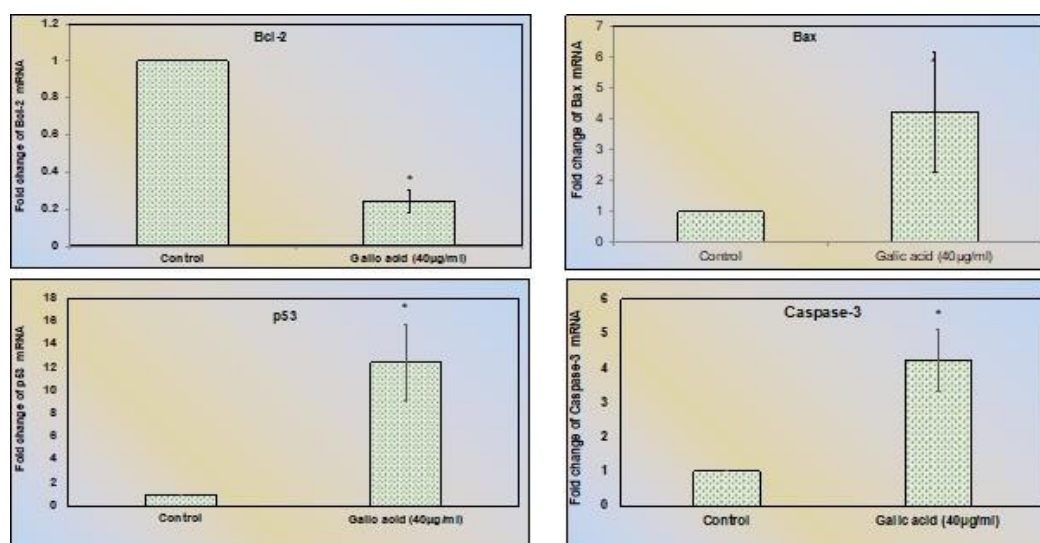 Bcl-2
Fold change of Bcl-2 mRNA
1.2
1
0.8
0.6
0.4
0.2
0
*
Control
Gallic acid (40µg/ml)
Bax
Fold change of Bax mRNA
7
6
5
4
3
2
1
0
Control
Galic acid (40µg/ml)
p53
Fold change of p53 mRNA
18
16
14
12
10
8
6
4
2
0
*
Control
Gallic acid (40µg/ml)
Caspase-3
Fold change of Caspase-3 mRNA
6
5
4
3
2
1
0
*
Control
Galic acid (40µg/ml)